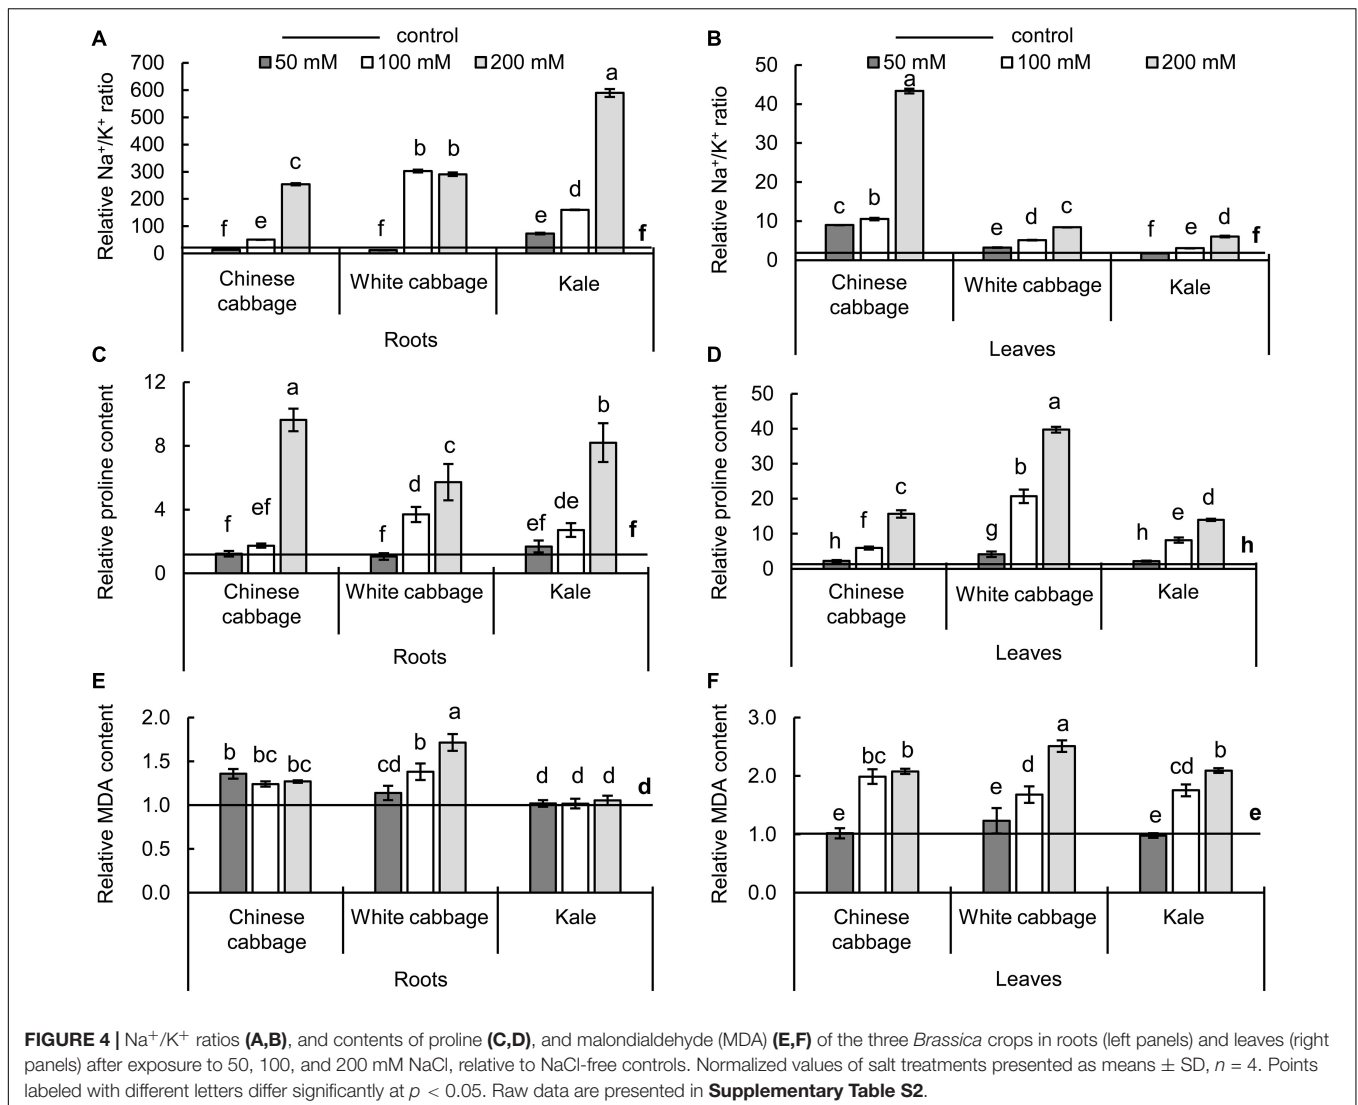 A
control
50 mM 100 mM 200 mM
Relative Na+/K+ ratio
700
600
500
400
300
200
100
0
f e c f b b e d a f
Chinese cabbage White cabbage Kale
Roots
B
control
50 mM 100 mM 200 mM
Relative Na+/K+ ratio
50
40
30
20
10
0
c b a e d c f e d f
Chinese cabbage White cabbage Kale
Leaves
C
Relative proline content
12
8
4
0
f ef a f d c ef de b f
Chinese cabbage White cabbage Kale
Roots
D
Relative proline content
50
40
30
20
10
0
h f c g b a h e d h
Chinese cabbage White cabbage Kale
Leaves
E
Relative MDA content
2.0
1.5
1.0
0.5
0.0
b bc bc cd b a d d d d
Chinese cabbage White cabbage Kale
Roots
F
Relative MDA content
3.0
2.0
1.0
0.0
e bc b e d a e cd b e
Chinese cabbage White cabbage Kale
Leaves
FIGURE 4 | Na+/K+ ratios (A,B), and contents of proline (C,D), and malondialdehyde (MDA) (E,F) of the three Brassica crops in roots (left panels) and leaves (right
panels) after exposure to 50, 100, and 200 mM NaCl, relative to NaCl-free controls. Normalized values of salt treatments presented as means ± SD, n = 4. Points
labeled with different letters differ significantly at p < 0.05. Raw data are presented in Supplementary Table S2.